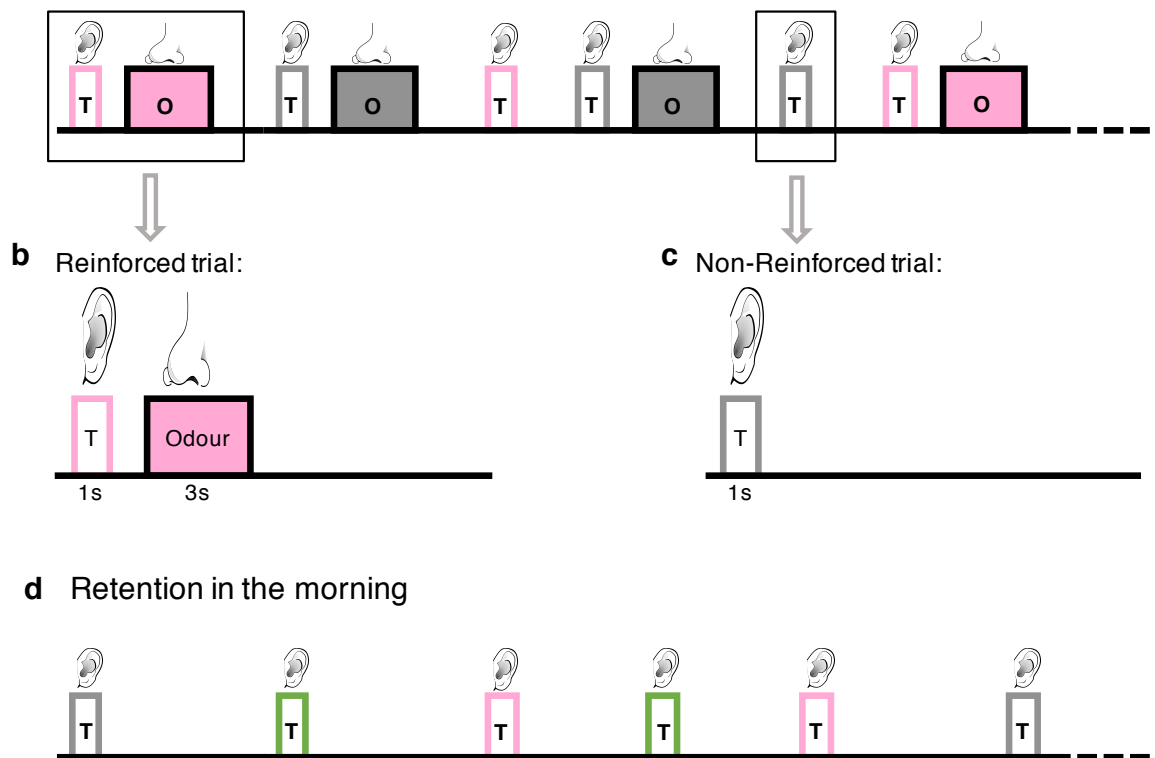 T O T O T T O T T O
b Reinforced trial:
c Non-Reinforced trial:
T Odour
T
1s 3s
1s
d Retention in the morning
T T T T T T